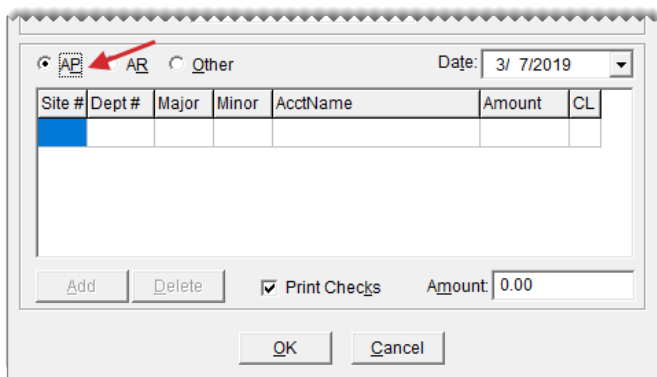 AP AR Other Date: 3/ 7/2019
Site # Dept # Major Minor AcctName Amount CL
Add Delete Print Checks Amount: 0.00
OK Cancel